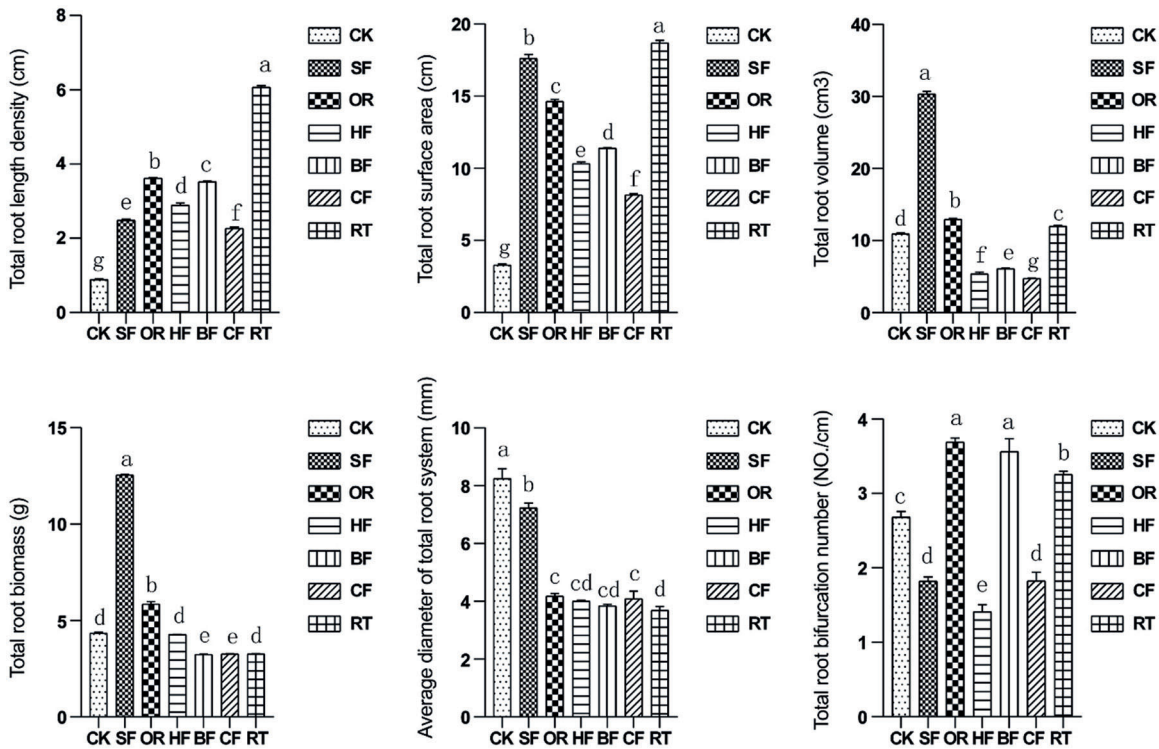 Total root length density (cm)
8
6
4
2
0
g
e
b
d
c
f
a
CK SF OR HF BF CF RT
CK
SF
OR
HF
BF
CF
RT
Total root surface area (cm)
20
15
10
5
0
g
b
c
e
d
f
a
CK SF OR HF BF CF RT
CK
SF
OR
HF
BF
CF
RT
Total root volume (cm3)
40
30
20
10
0
d
a
b
f
e
g
c
CK SF OR HF BF CF RT
CK
SF
OR
HF
BF
CF
RT
Total root biomass (g)
15
10
5
0
d
a
b
d
e
e
d
CK SF OR HF BF CF RT
CK
SF
OR
HF
BF
CF
RT
Average diameter of total root system (mm)
10
8
6
4
2
0
a
b
c
cd
cd
c
d
CK SF OR HF BF CF RT
CK
SF
OR
HF
BF
CF
RT
Total root bifurcation number (NO./cm)
4
3
2
1
0
c
d
a
e
a
d
b
CK SF OR HF BF CF RT
CK
SF
OR
HF
BF
CF
RT